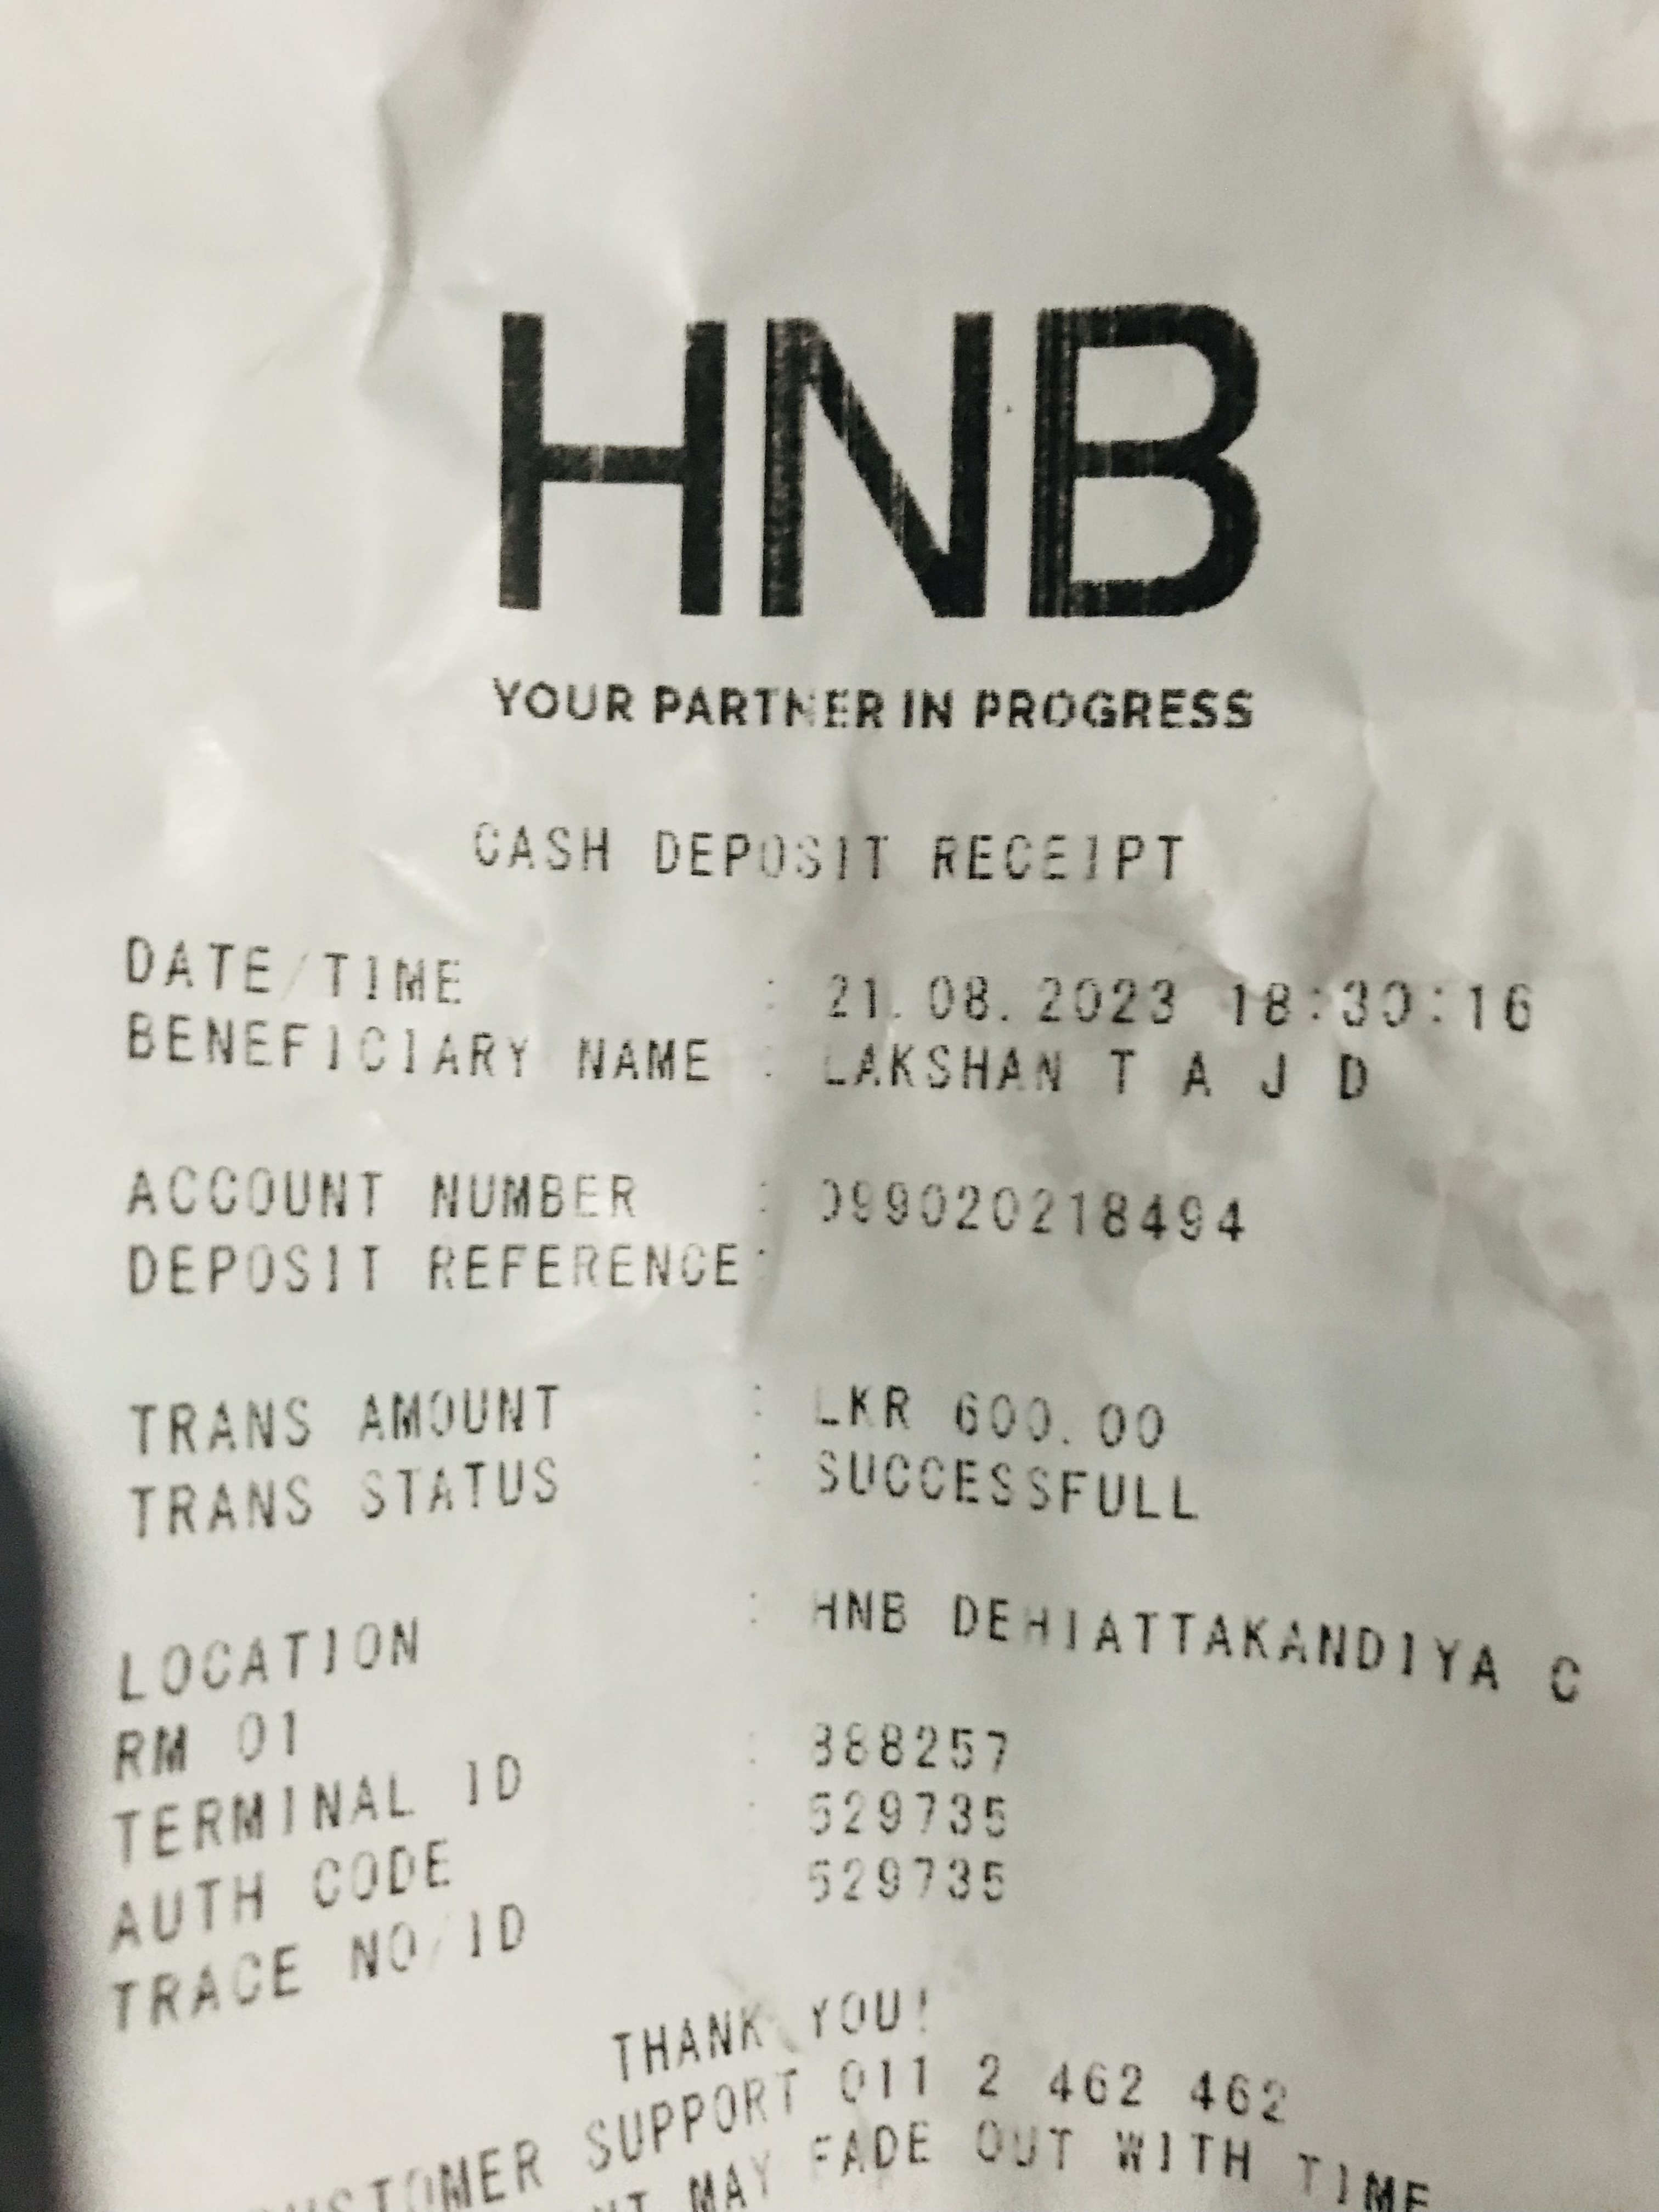 HNB
YOUR PARTNER IN PROGRESS
CASH DEPOSIT RECEIPT
DATE/TIME : 21.08.2023 18:30:16
BENEFICIARY NAME : LAKSHAN T A J D
ACCOUNT NUMBER : 099020218494
DEPOSIT REFERENCE:
TRANS AMOUNT : LKR 600.00
TRANS STATUS : SUCCESSFULL
LOCATION : HNB DEHIATTAKANDIYA C
RM 01
TERMINAL ID : 888257
AUTH CODE : 529735
TRACE NO/ID : 529735
THANK YOU!
CUSTOMER SUPPORT 011 2 462 462
MAY FADE OUT WITH TIME